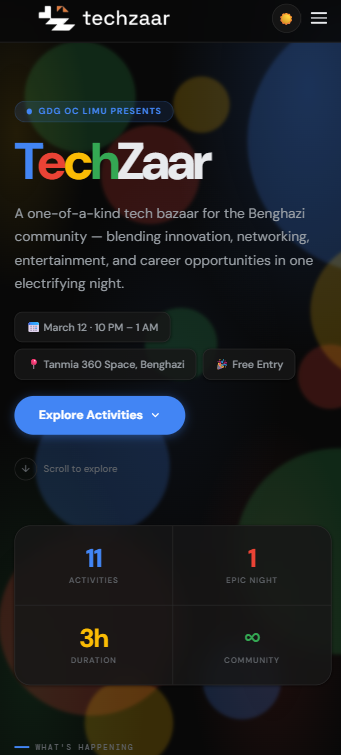 techzaar
GDG OC LIMU PRESENTS
TechZaar
A one-of-a-kind tech bazaar for the Benghazi
community — blending innovation, networking,
entertainment, and career opportunities in one
electrifying night.
March 12 · 10 PM – 1 AM
Tanmia 360 Space, Benghazi
Free Entry
Explore Activities
Scroll to explore
11
ACTIVITIES
1
EPIC NIGHT
3h
DURATION
∞
COMMUNITY
WHAT'S HAPPENING